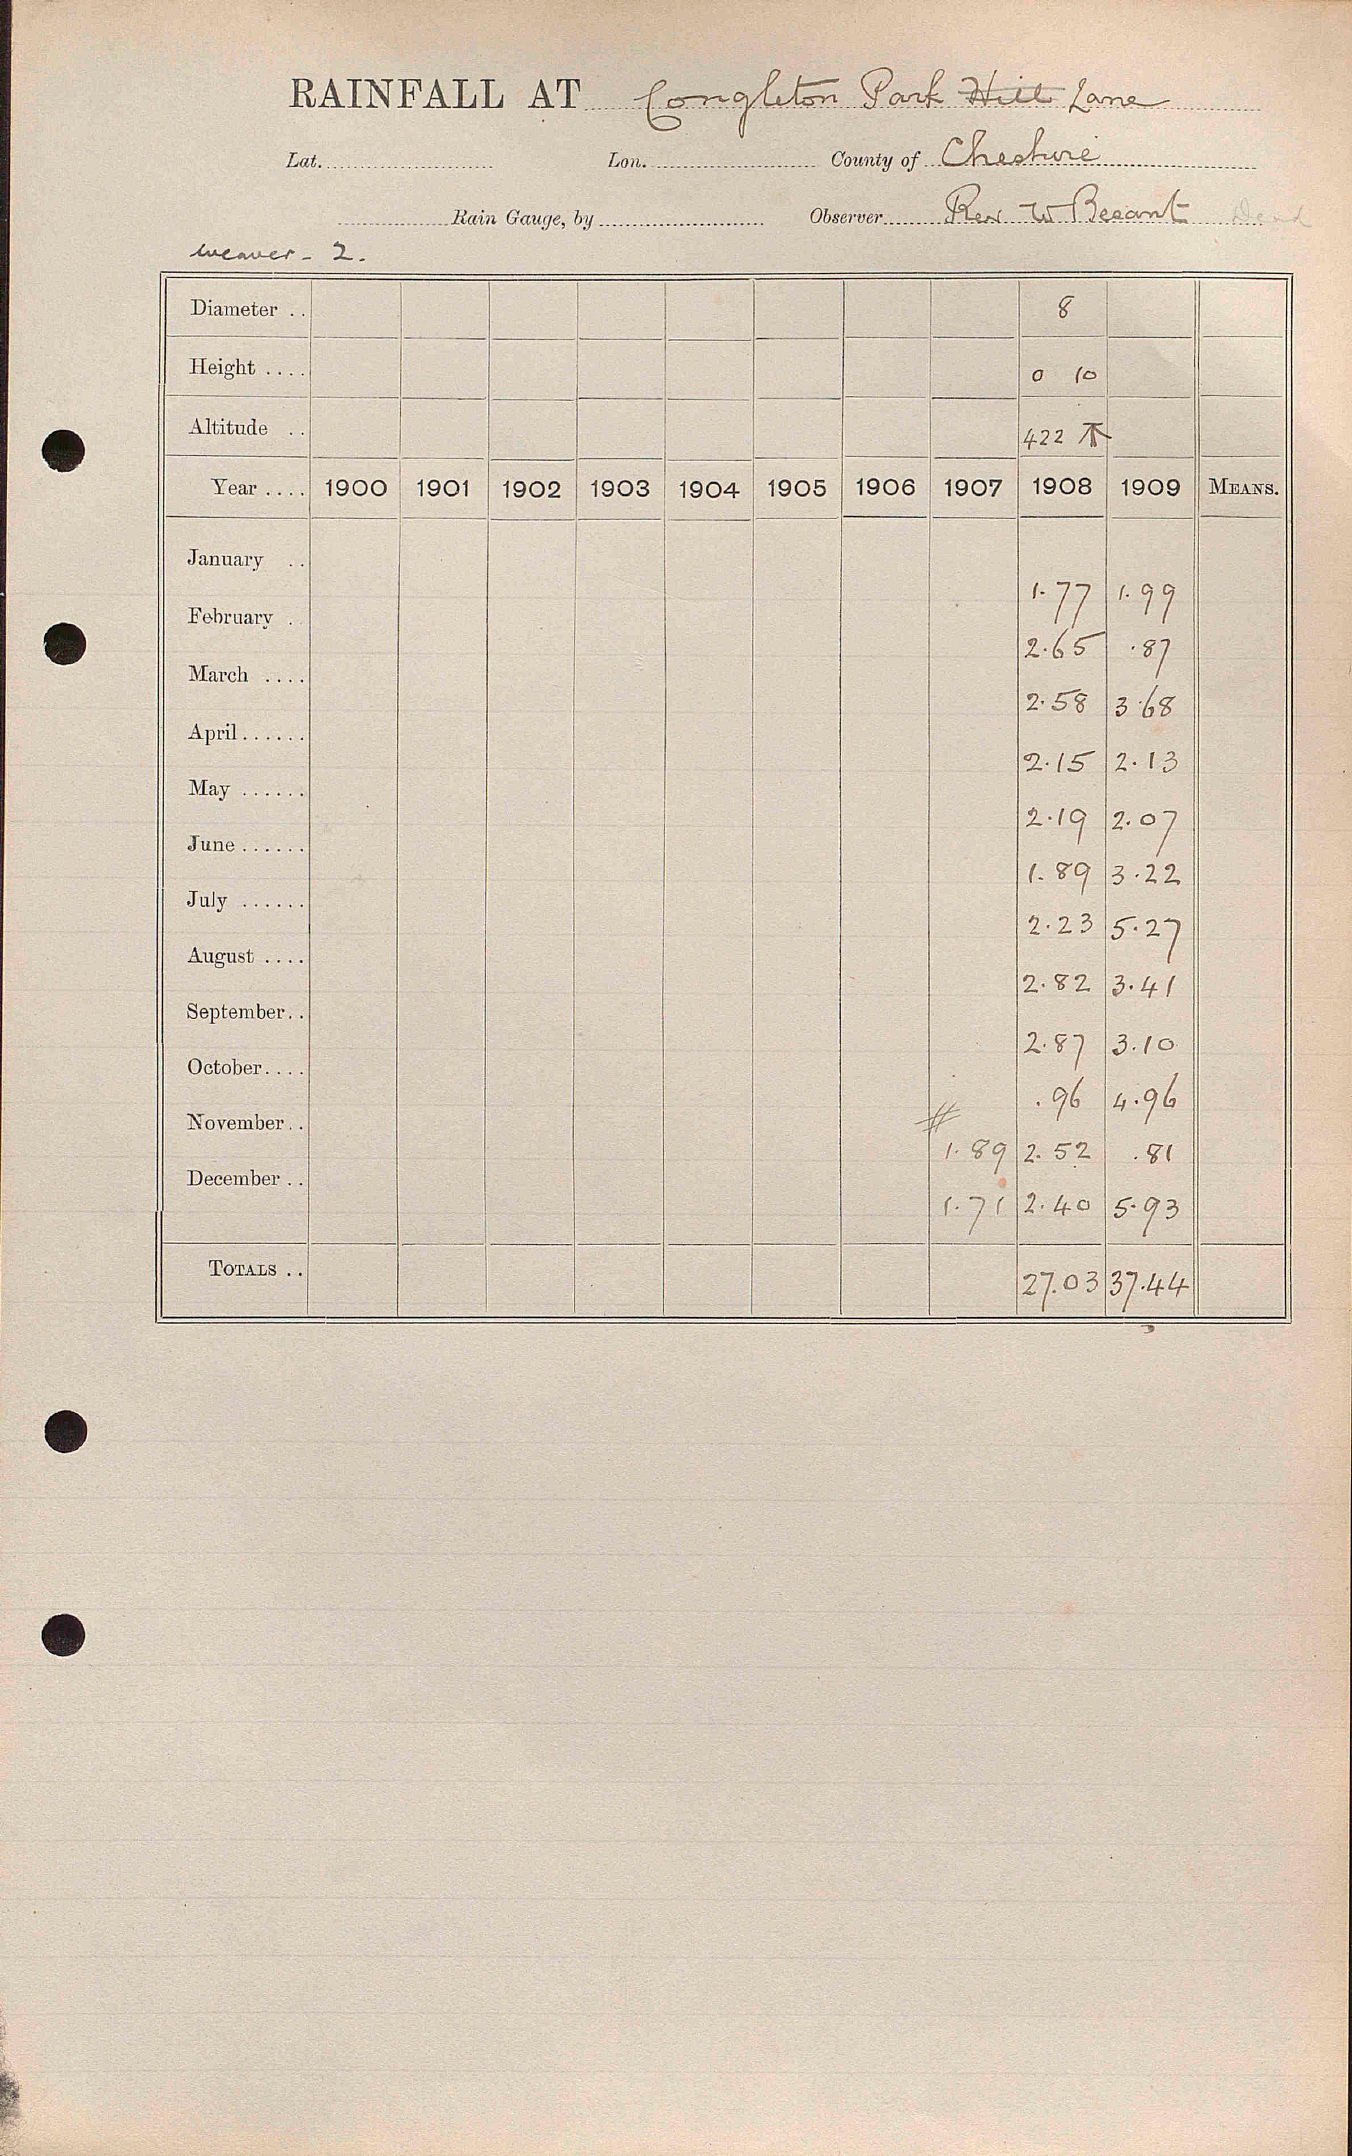 RAINFALL AT Congleton Park Hill Lane
Lat. Lon. County of Cheshire
Rain Gauge, by Observer Rev W Besant Dead
Weaver - 2.
Diameter .. 8
Height .... 0 10
Altitude .. 422
Year .... 1900 1901 1902 1903 1904 1905 1906 1907 1908 1909 MEANS.
January .. 1.77 1.99
February . 2.65 .87
March .... 2.58 3.68
April...... 2.15 2.13
May ...... 2.19 2.07
June ...... 1.89 3.22
July ...... 2.23 5.27
August .... 2.82 3.41
September.. 2.87 3.10
October.... .96 4.96
November.. # 1.89 2.52 .81
December .. 1.71 2.40 5.93
TOTALS .. 27.03 37.44